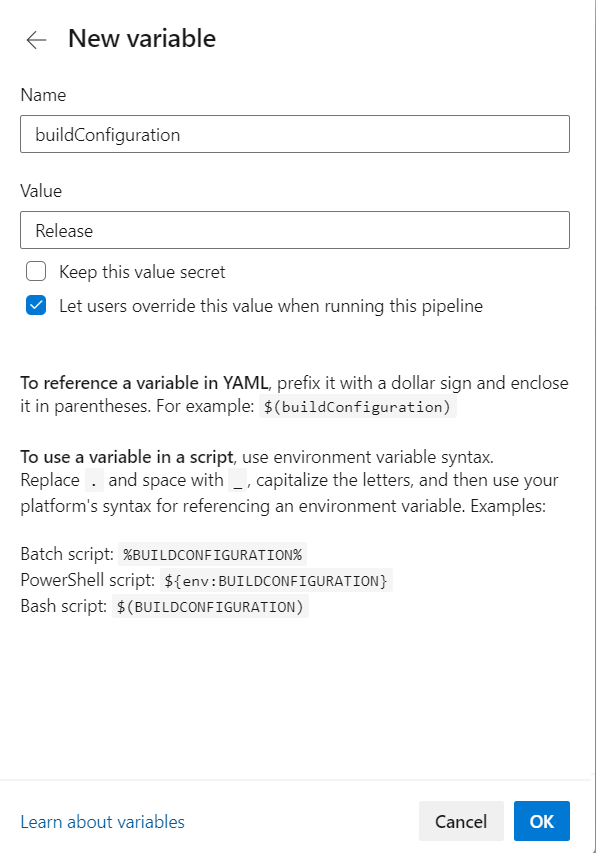 New variable
Name
buildConfiguration
Value
Release
Keep this value secret
Let users override this value when running this pipeline
To reference a variable in YAML, prefix it with a dollar sign and enclose
it in parentheses. For example: $(buildConfiguration)
To use a variable in a script, use environment variable syntax.
Replace . and space with _, capitalize the letters, and then use your
platform's syntax for referencing an environment variable. Examples:
Batch script: %BUILDCONFIGURATION%
PowerShell script: ${env:BUILDCONFIGURATION}
Bash script: $(BUILDCONFIGURATION)
Learn about variables
Cancel
OK